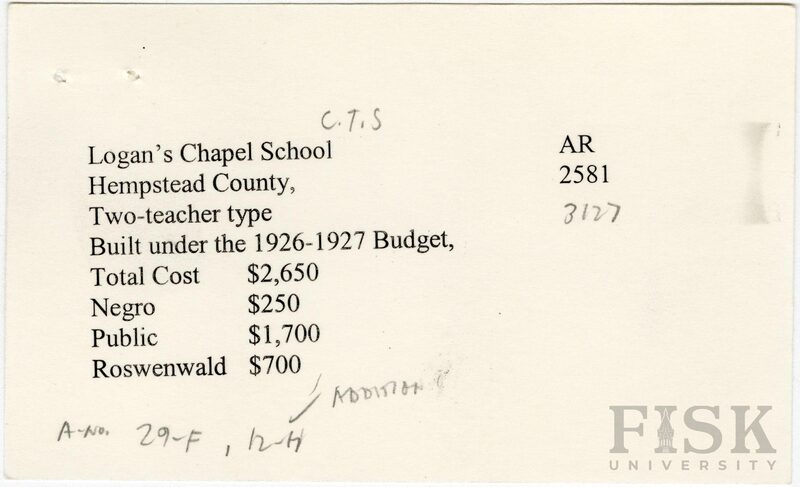 C.T.S
Logan's Chapel School AR
Hempstead County, 2581
Two-teacher type 3127
Built under the 1926-1927 Budget,
Total Cost $2,650
Negro $250
Public $1,700
Roswenwald $700
ADDITION
A-No. 29-F, 12-H
FISK
UNIVERSITY